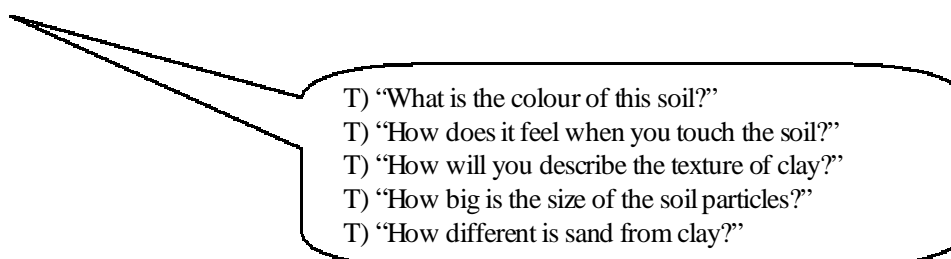 T) “What is the colour of this soil?”
T) “How does it feel when you touch the soil?”
T) “How will you describe the texture of clay?”
T) “How big is the size of the soil particles?”
T) “How different is sand from clay?”